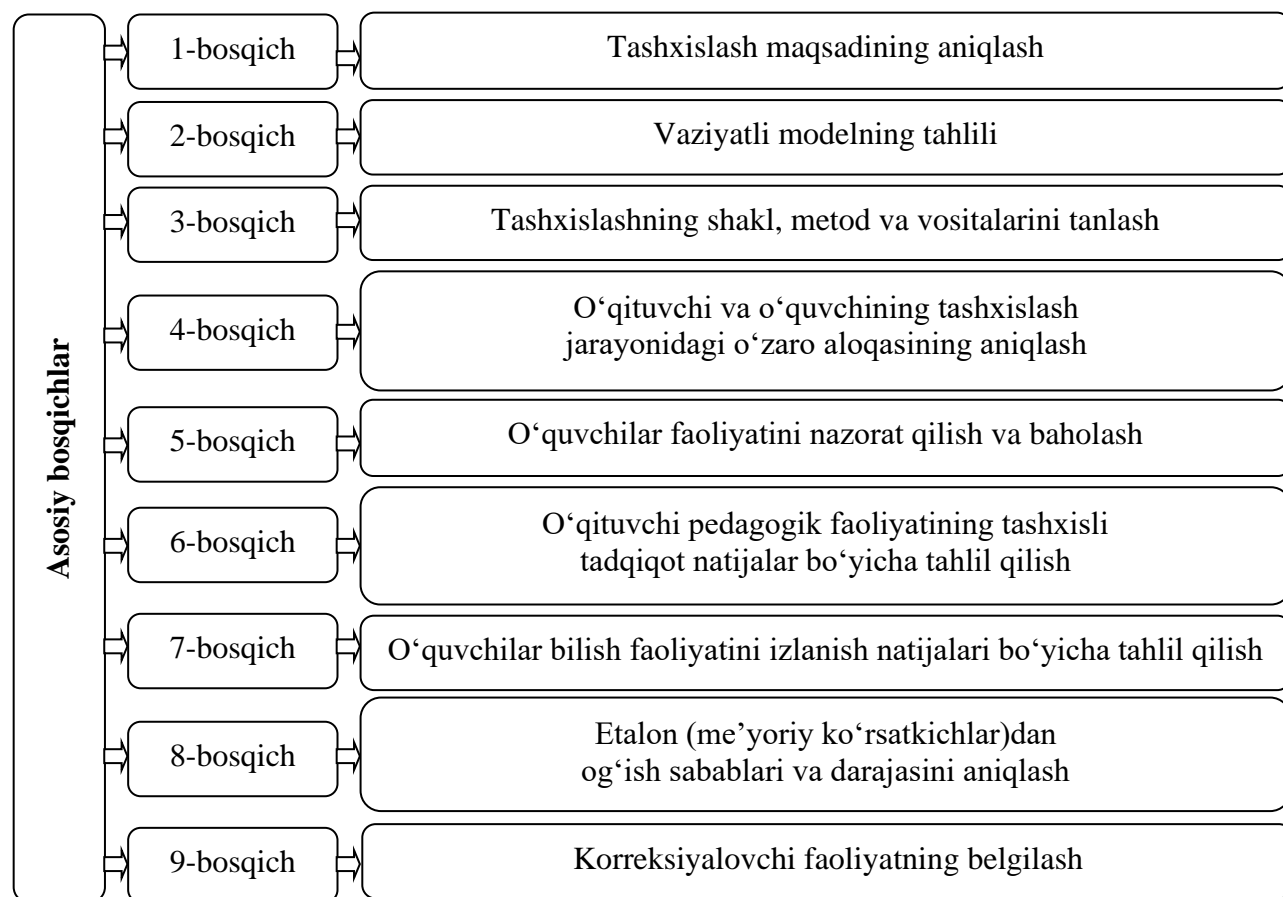 Asosiy bosqichlar
1-bosqich
Tashxislash maqsadining aniqlash
2-bosqich
Vaziyatli modelning tahlili
3-bosqich
Tashxislashning shakl, metod va vositalarini tanlash
4-bosqich
O‘qituvchi va o‘quvchining tashxislash
jarayonidagi o‘zaro aloqasining aniqlash
5-bosqich
O‘quvchilar faoliyatini nazorat qilish va baholash
6-bosqich
O‘qituvchi pedagogik faoliyatining tashxisli
tadqiqot natijalar bo‘yicha tahlil qilish
7-bosqich
O‘quvchilar bilish faoliyatini izlanish natijalari bo‘yicha tahlil qilish
8-bosqich
Etalon (me’yoriy ko‘rsatkichlar)dan
og‘ish sabablari va darajasini aniqlash
9-bosqich
Korreksiyalovchi faoliyatning belgilash